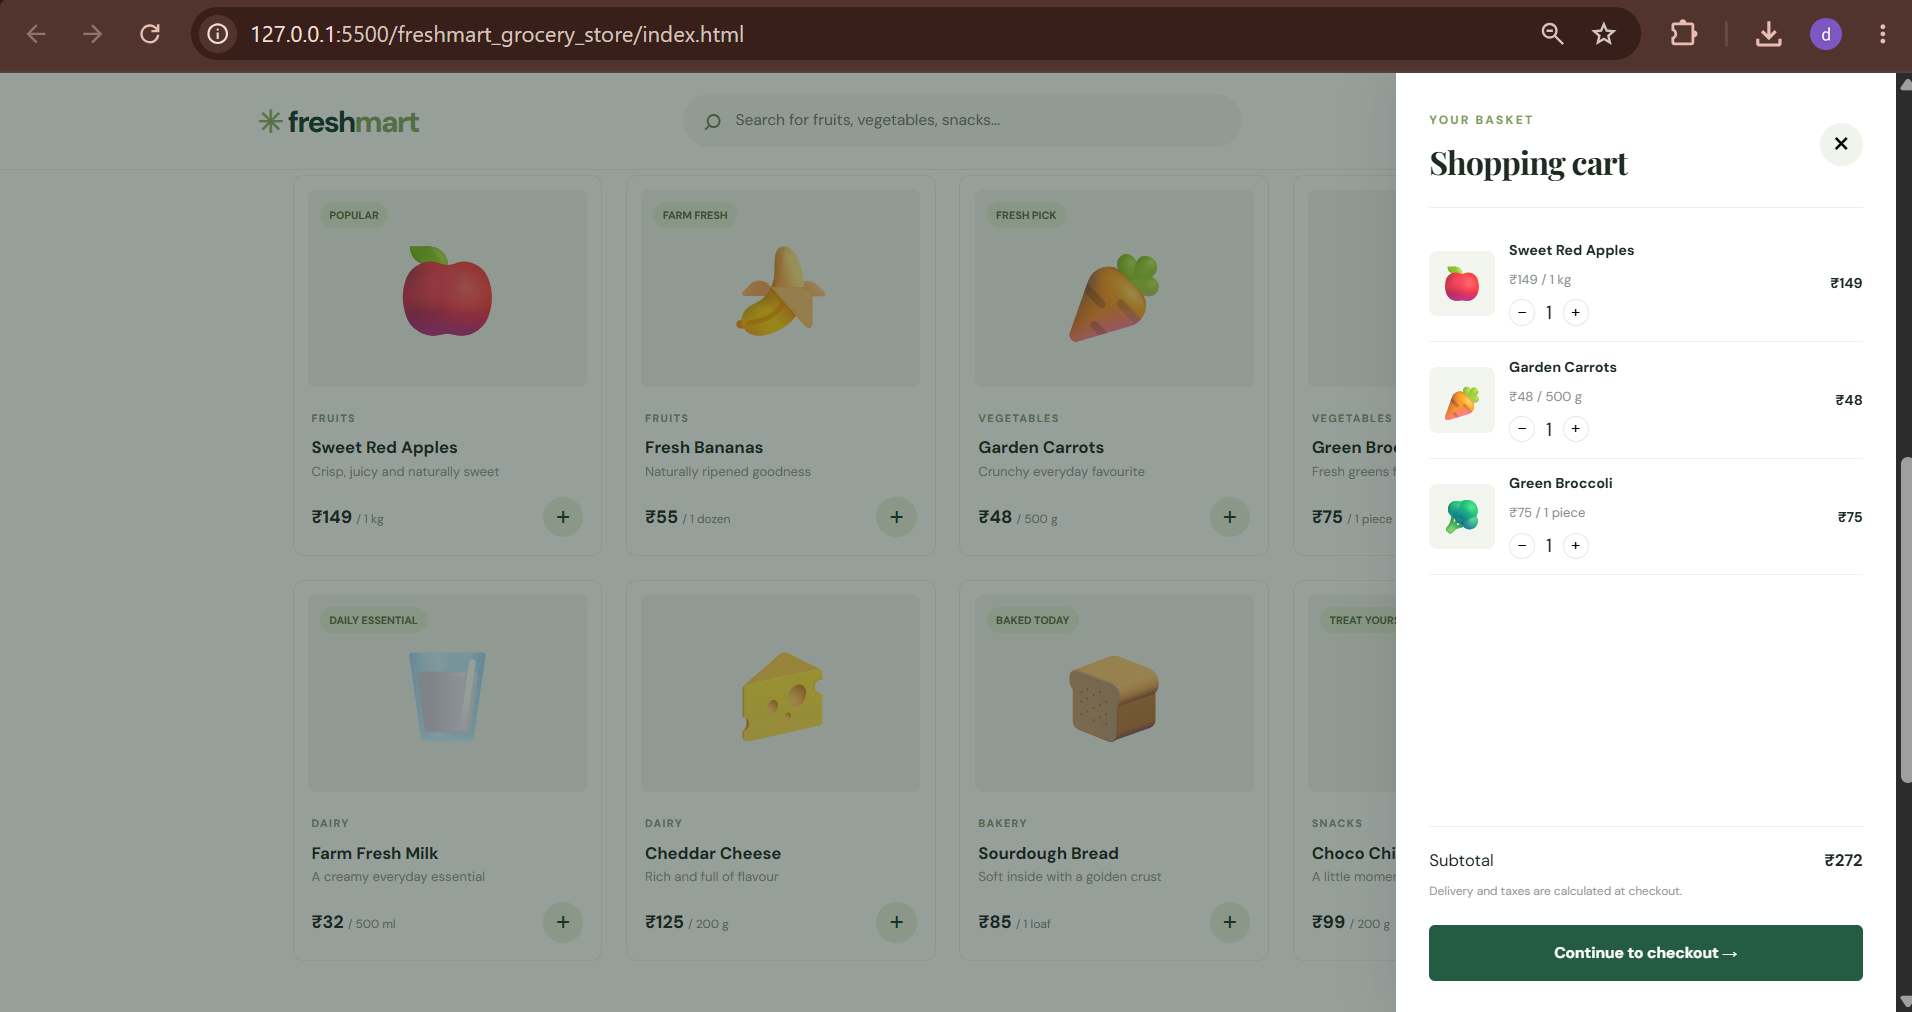 127.0.0.1:5500/freshmart_grocery_store/index.html
d
freshmart
Search for fruits, vegetables, snacks...
POPULAR
FRUITS
Sweet Red Apples
Crisp, juicy and naturally sweet
₹149 / 1 kg
+
FARM FRESH
FRUITS
Fresh Bananas
Naturally ripened goodness
₹55 / 1 dozen
+
FRESH PICK
VEGETABLES
Garden Carrots
Crunchy everyday favourite
₹48 / 500 g
+
VEGETABLES
Green Bro
Fresh greens f
₹75 / 1 piece
DAILY ESSENTIAL
DAIRY
Farm Fresh Milk
A creamy everyday essential
₹32 / 500 ml
+
DAIRY
Cheddar Cheese
Rich and full of flavour
₹125 / 200 g
+
BAKED TODAY
BAKERY
Sourdough Bread
Soft inside with a golden crust
₹85 / 1 loaf
+
TREAT YOURS
SNACKS
Choco Chi
A little momen
₹99 / 200 g
YOUR BASKET
Shopping cart
×
Sweet Red Apples
₹149 / 1 kg
− 1 +
₹149
Garden Carrots
₹48 / 500 g
− 1 +
₹48
Green Broccoli
₹75 / 1 piece
− 1 +
₹75
Subtotal ₹272
Delivery and taxes are calculated at checkout.
Continue to checkout →